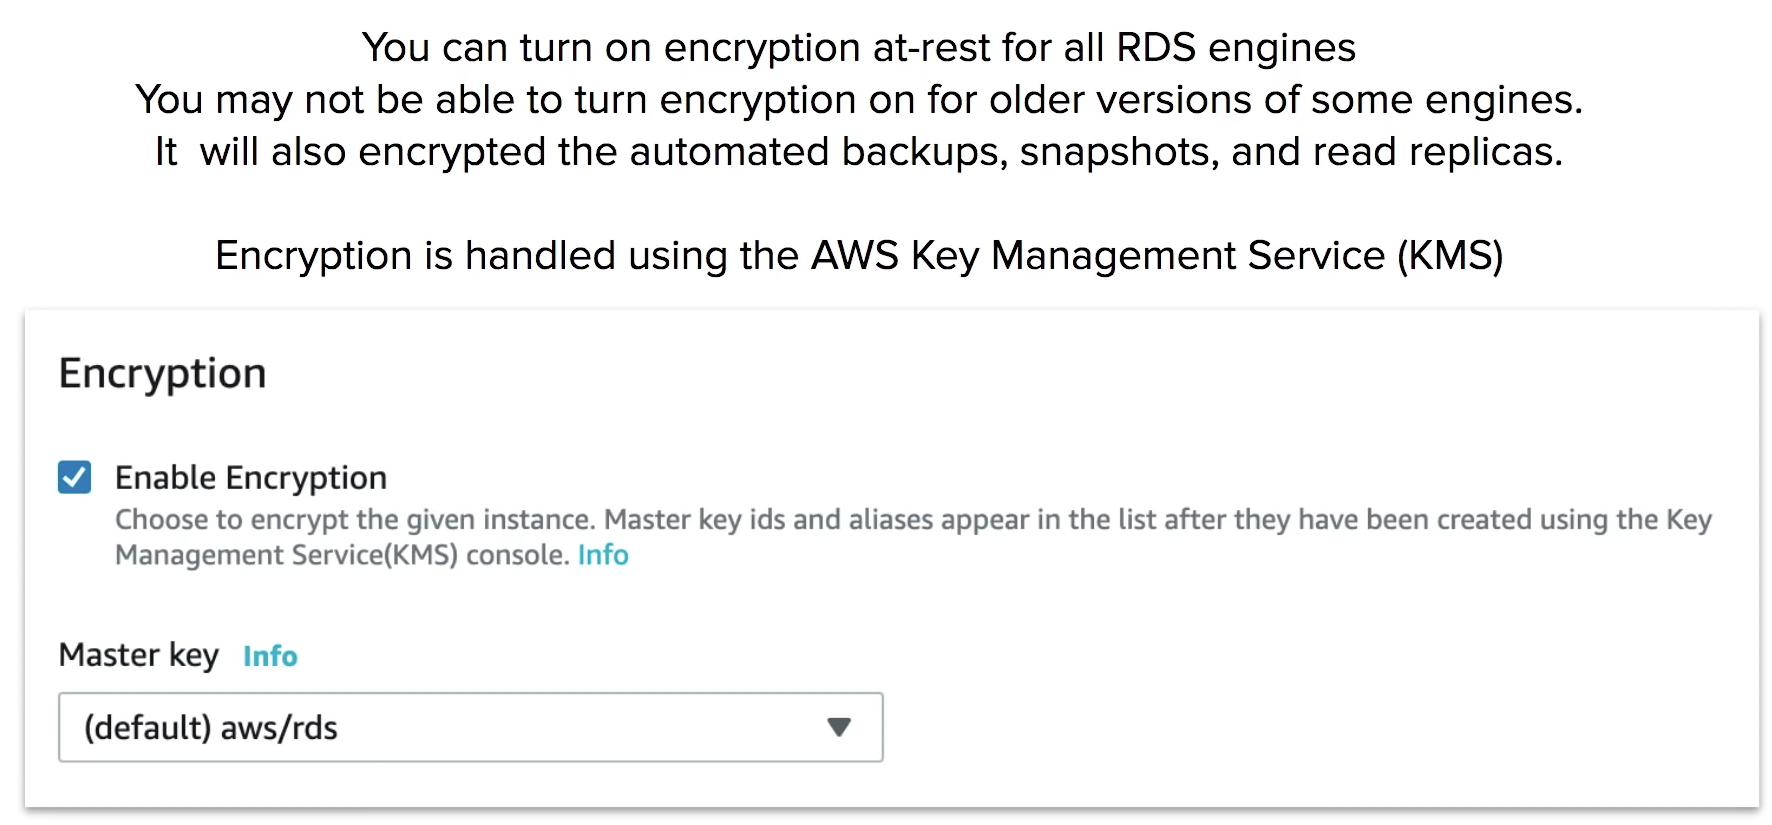 You can turn on encryption at-rest for all RDS engines
You may not be able to turn encryption on for older versions of some engines.
It  will also encrypted the automated backups, snapshots, and read replicas.
Encryption is handled using the AWS Key Management Service (KMS)
Encryption
Enable Encryption
Choose to encrypt the given instance. Master key ids and aliases appear in the list after they have been created using the Key
Management Service(KMS) console. Info
Master key Info
(default) aws/rds